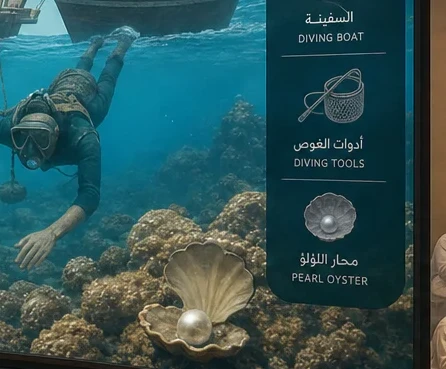 السفينة
DIVING BOAT
أدوات الغوص
DIVING TOOLS
محار اللؤلؤ
PEARL OYSTER